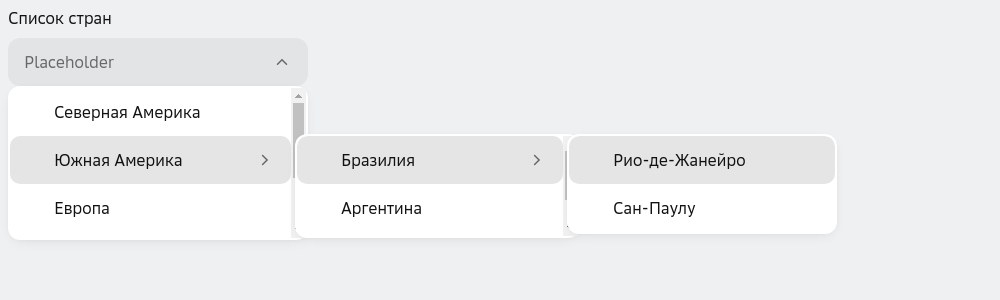 Список стран
Placeholder
Северная Америка
Южная Америка
Бразилия
Рио-де-Жанейро
Европа
Аргентина
Сан-Паулу